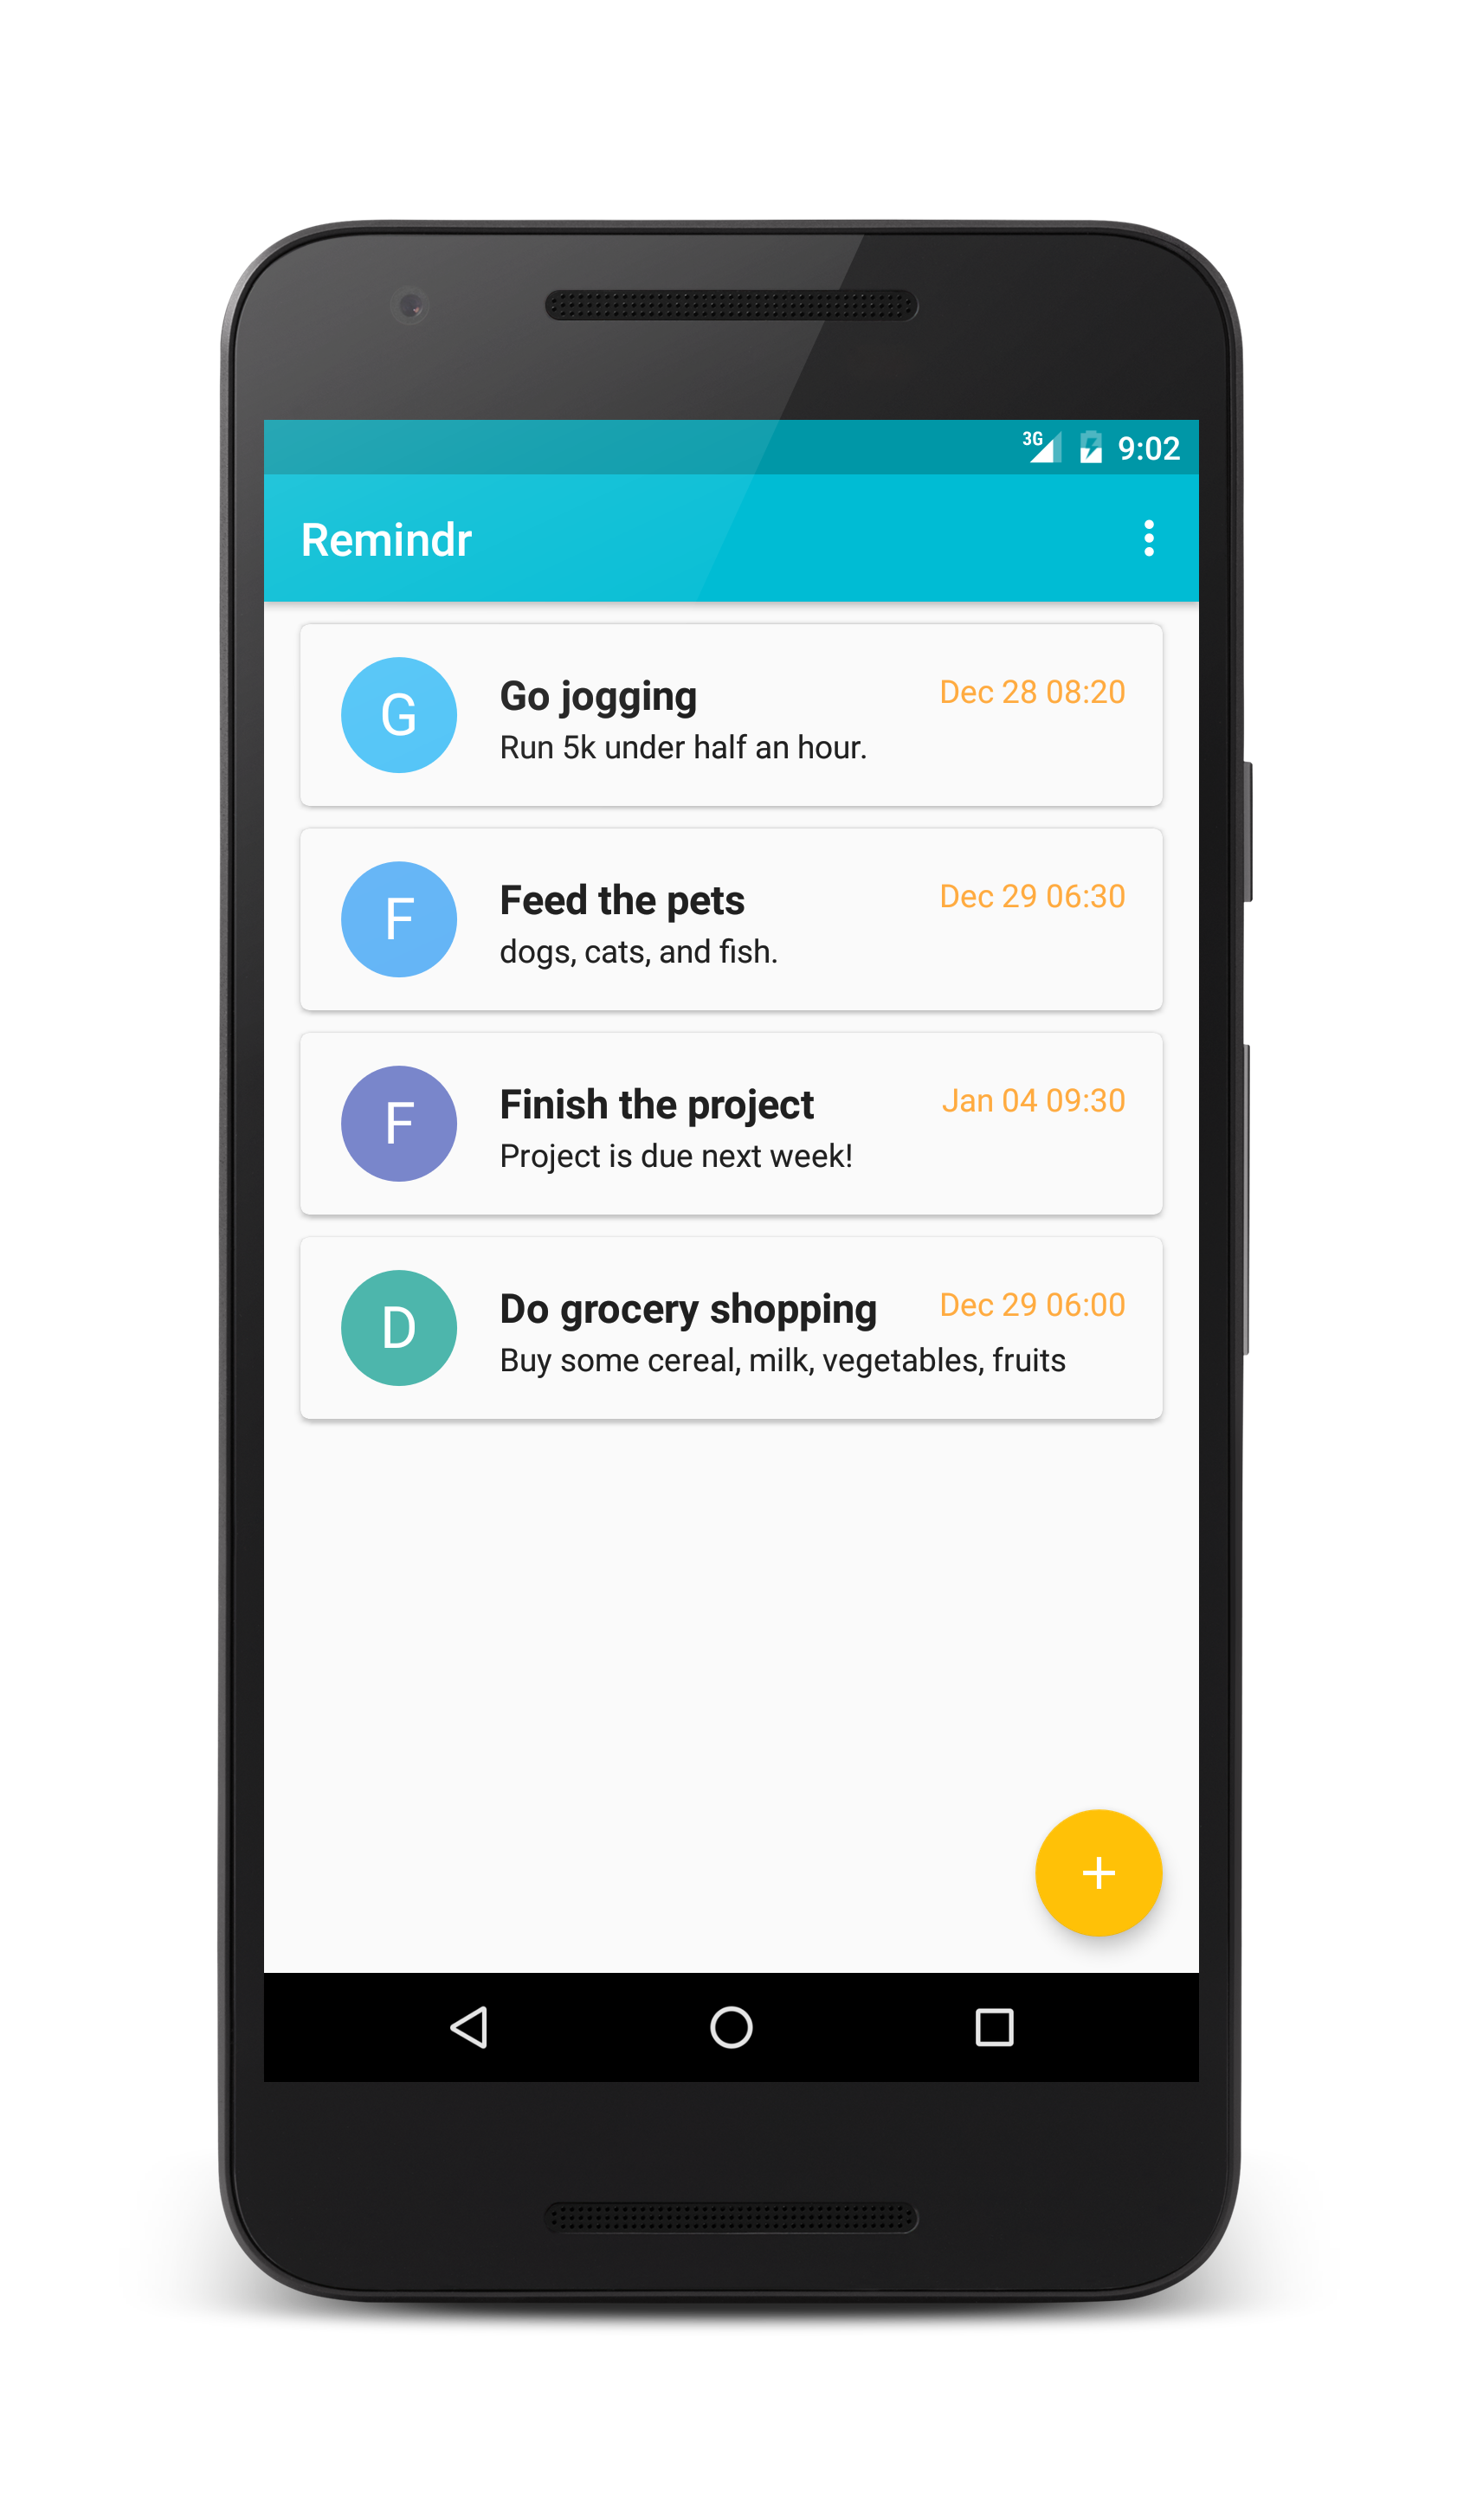 3G 9:02
Remindr
G
Go jogging Dec 28 08:20
Run 5k under half an hour.
F
Feed the pets Dec 29 06:30
dogs, cats, and fish.
F
Finish the project Jan 04 09:30
Project is due next week!
D
Do grocery shopping Dec 29 06:00
Buy some cereal, milk, vegetables, fruits
+